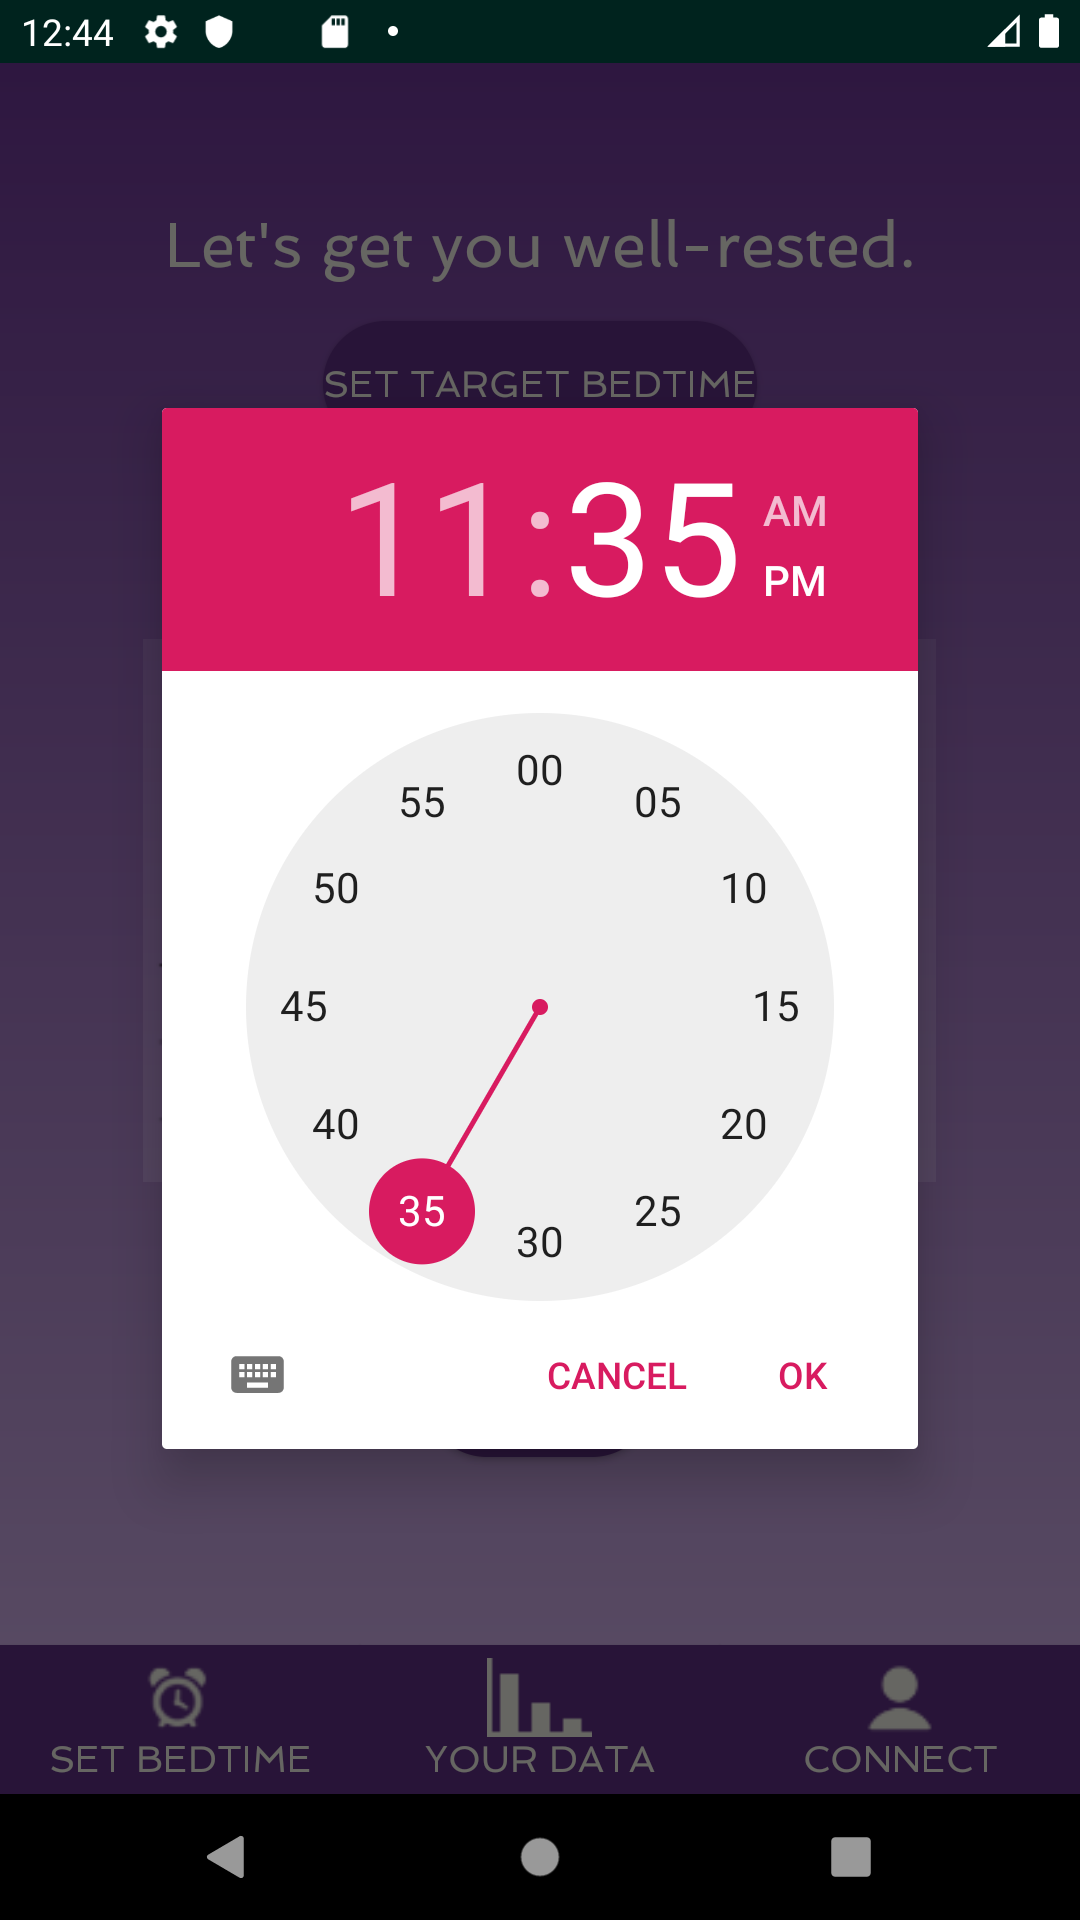 12:44
Let's get you well-rested.
SET TARGET BEDTIME
11:35
AM
PM
00
55
05
50
10
45
15
40
20
35
25
30
CANCEL OK
SET BEDTIME YOUR DATA CONNECT